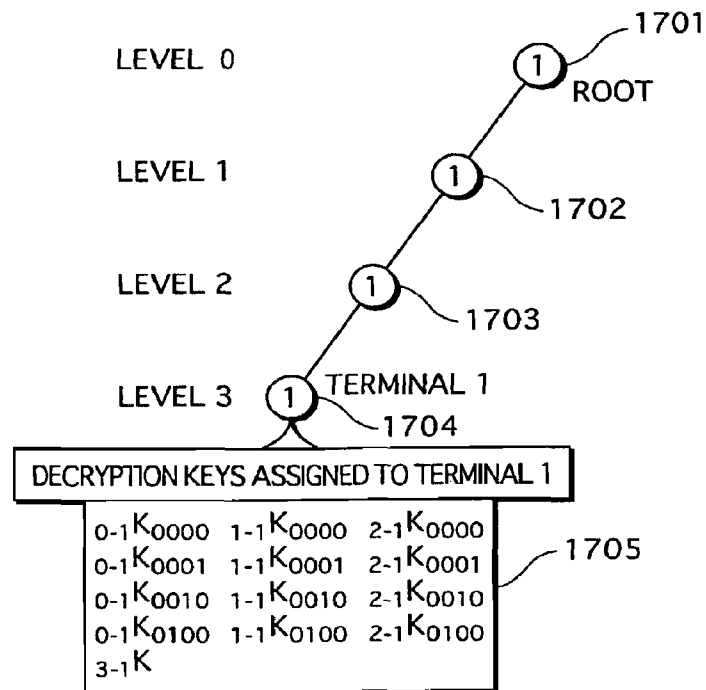 1701
LEVEL 0
1
ROOT
LEVEL 1
1
1702
LEVEL 2
1
1703
LEVEL 3
1
TERMINAL 1
1704
DECRYPTION KEYS ASSIGNED TO TERMINAL 1
0-1K0000 1-1K0000 2-1K0000
0-1K0001 1-1K0001 2-1K0001
1705
0-1K0010 1-1K0010 2-1K0010
0-1K0100 1-1K0100 2-1K0100
3-1K